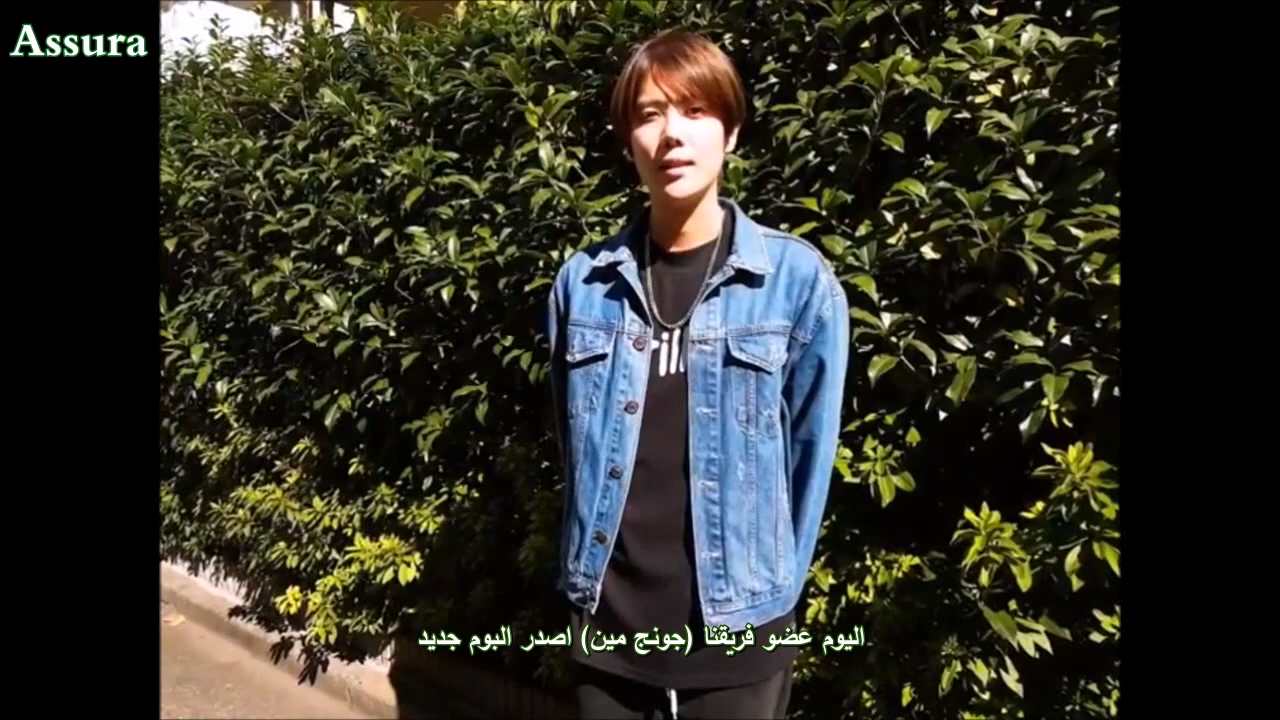 Assura
اليوم عضو فريقنا (جونج مين) اصدر البوم جديد